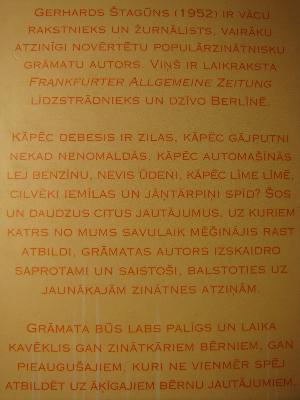 Gerhards Štagūns (1952) ir vācu
rakstnieks un žurnālists, vairāku
atzinīgi novērtētu populārzinātnisku
grāmatu autors. Viņš ir laikraksta
Frankfurter Allgemeine Zeitung
līdzstrādnieks un dzīvo Berlīnē.
Kāpēc debesis ir zilas, kāpēc gājputni
nekad nenomaldās, kāpēc automašīnās
lej benzīnu, nevis ūdeni, kāpēc līme līmē,
cilvēki iemīlas un jāņtārpiņi spīd? Šos
un daudzus citus jautājumus, uz kuriem
katrs no mums savulaik mēģinājis rast
atbildi, grāmatas autors izskaidro
saprotami un saistoši, balstoties uz
jaunākajām zinātnes atziņām.
Grāmata būs labs palīgs un laika
kavēklis gan zinātkāriem bērniem, gan
pieaugušajiem, kuri ne vienmēr spēj
atbildēt uz āķīgajiem bērnu jautājumiem.